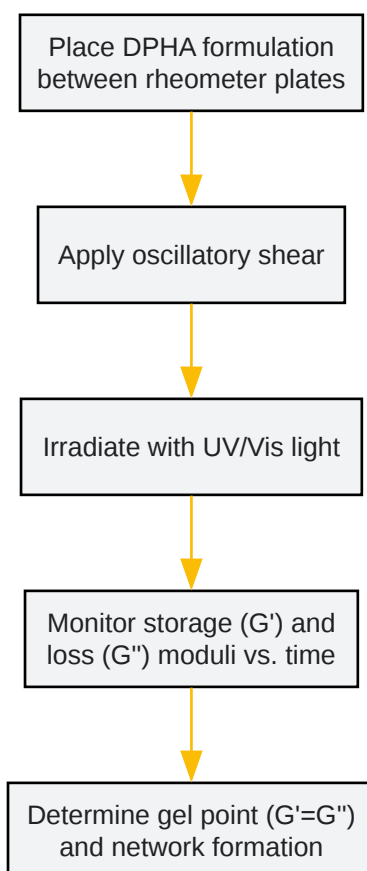 Place DPHA formulation
between rheometer plates
Apply oscillatory shear
Irradiate with UV/Vis light
Monitor storage (G') and
loss (G'') moduli vs. time
Determine gel point (G'=G'')
and network formation